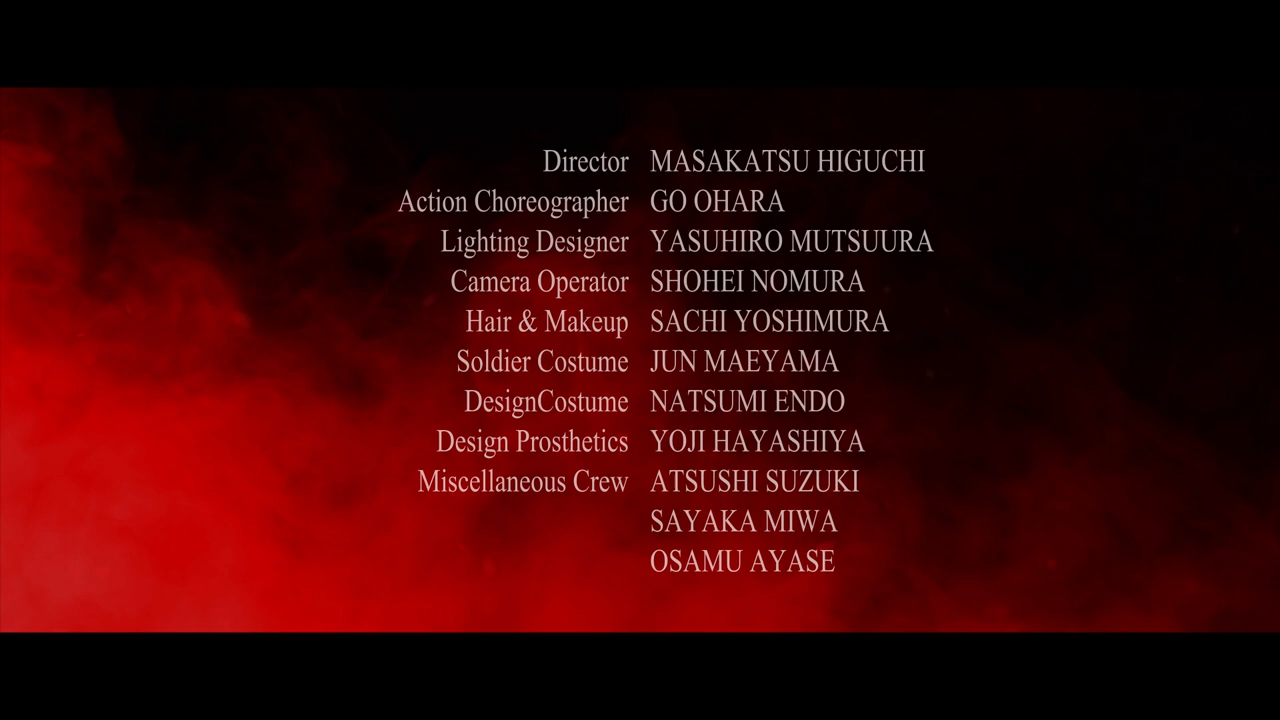 Director MASAKATSU HIGUCHI
Action Choreographer GO OHARA
Lighting Designer YASUHIRO MUTSUURA
Camera Operator SHOHEI NOMURA
Hair & Makeup SACHI YOSHIMURA
Soldier Costume JUN MAEYAMA
DesignCostume NATSUMI ENDO
Design Prosthetics YOJI HAYASHIYA
Miscellaneous Crew ATSUSHI SUZUKI
SAYAKA MIWA
OSAMU AYASE